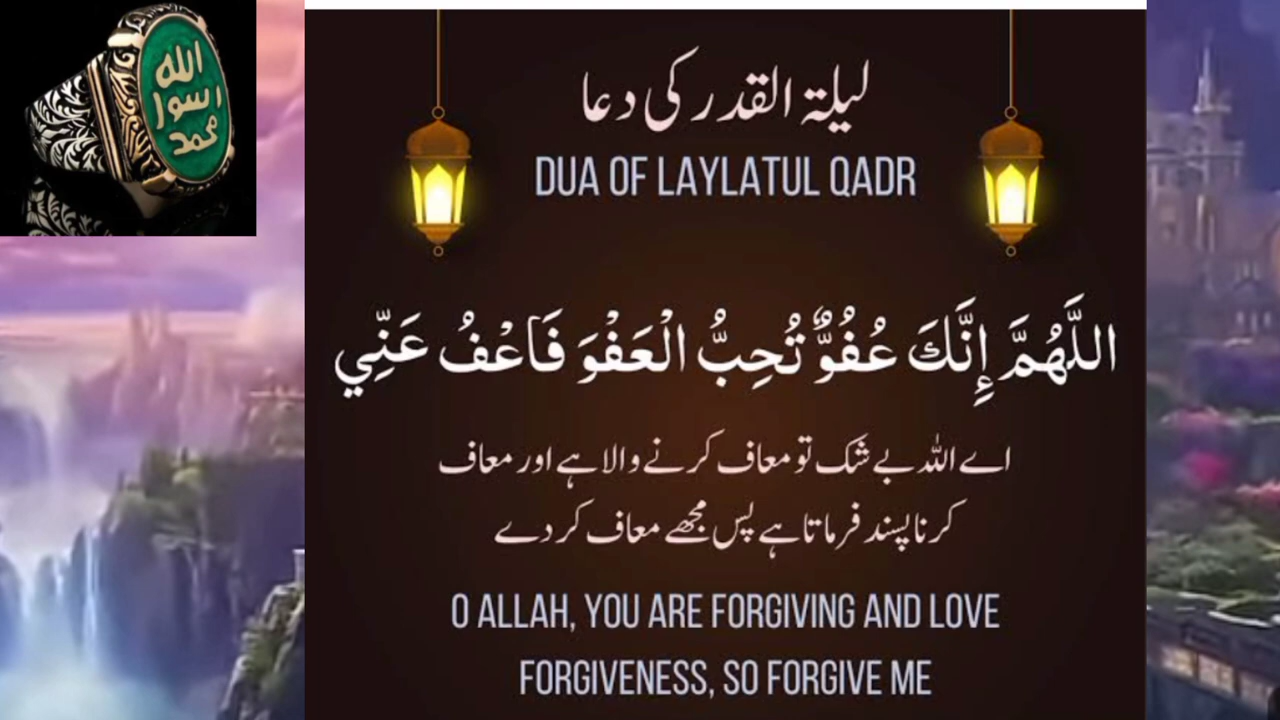 الله
رسول
محمد
لیلۃ القدر کی دعا
DUA OF LAYLATUL QADR
اللَّهُمَّ إِنَّكَ عُفُوٌّ تُحِبُّ الْعَفْوَ فَاعْفُ عَنِّي
اے اللہ بے شک تو معاف کرنے والا ہے اور معاف
کرنا پسند فرماتا ہے پس مجھے معاف کر دے
O ALLAH, YOU ARE FORGIVING AND LOVE
FORGIVENESS, SO FORGIVE ME